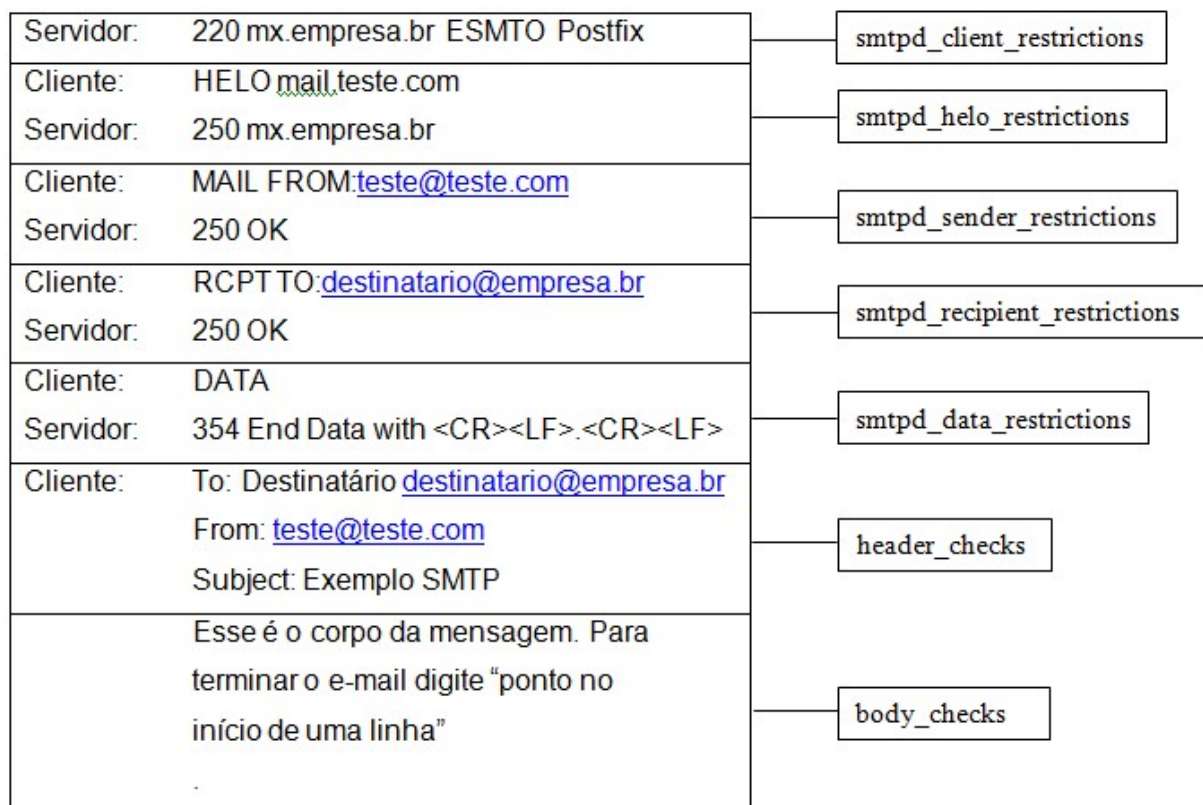 Servidor: 220 mx.empresa.br ESMTO Postfix
smtpd_client_restrictions
Cliente: HELO mail.teste.com
Servidor: 250 mx.empresa.br
smtpd_helo_restrictions
Cliente: MAIL FROM:teste@teste.com
Servidor: 250 OK
smtpd_sender_restrictions
Cliente: RCPT TO:destinatario@empresa.br
Servidor: 250 OK
smtpd_recipient_restrictions
Cliente: DATA
Servidor: 354 End Data with <CR><LF>.<CR><LF>
smtpd_data_restrictions
Cliente: To: Destinatário destinatario@empresa.br
From: teste@teste.com
Subject: Exemplo SMTP
header_checks
Esse é o corpo da mensagem. Para
terminar o e-mail digite “ponto no
início de uma linha”
.
body_checks